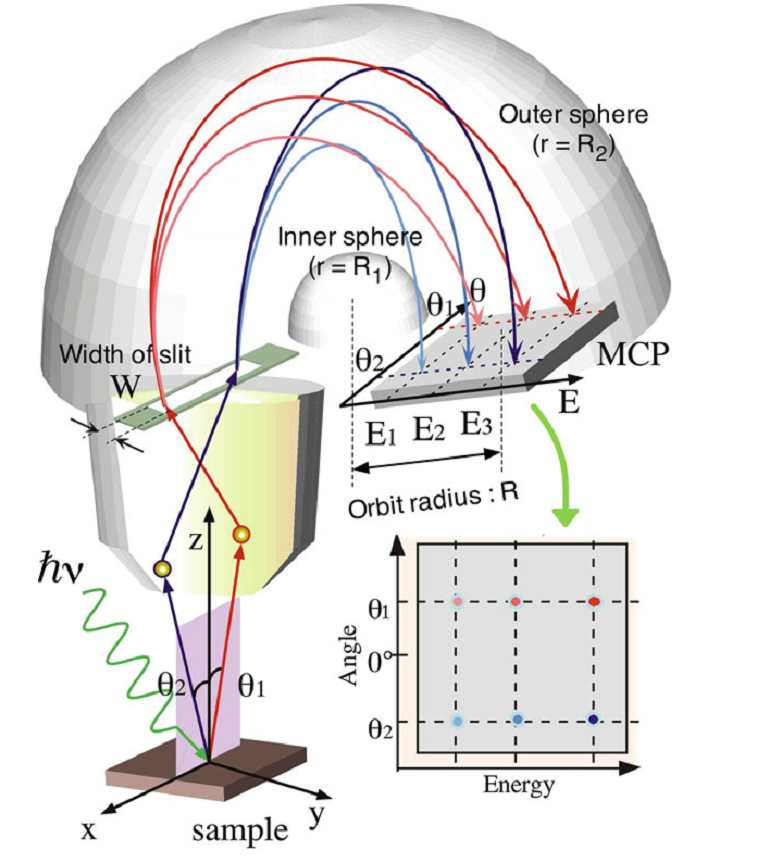 Outer sphere
(r = R₂)
Inner sphere
(r = R₁)
θ₁
θ
Width of slit
W
θ₂
MCP
E
E₁ E₂ E₃
Orbit radius : R
z
ℏν
θ₁
Angle
0°
θ₂
θ₂
θ₁
Energy
x
sample
y